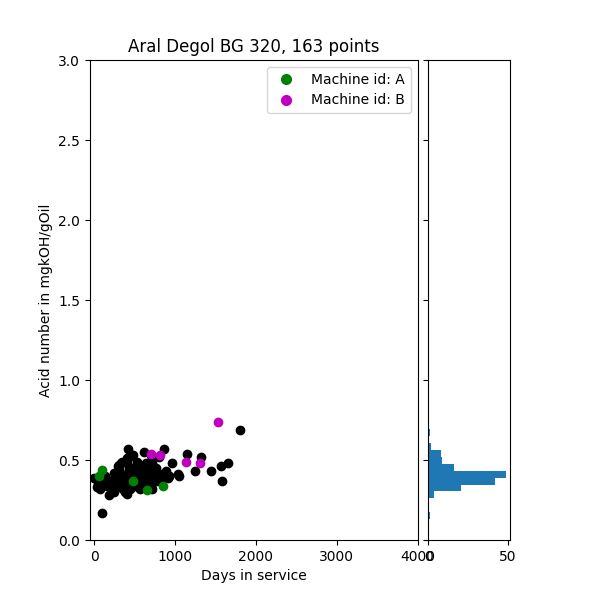 Aral Degol BG 320, 163 points
Machine id: A
Machine id: B
Acid number in mgkOH/gOil
3.0
2.5
2.0
1.5
1.0
0.5
0.0
0
1000
2000
3000
4000
0
50
Days in service